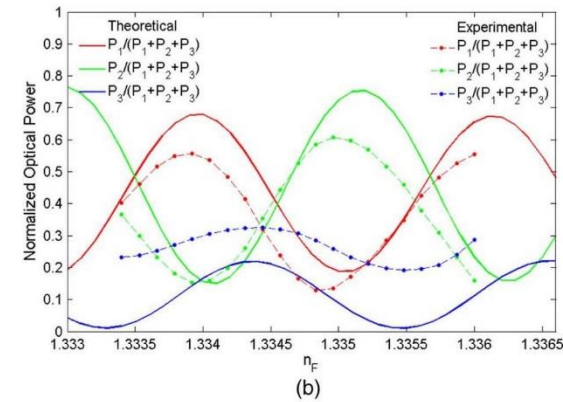 Theoretical
P₁/(P₁+P₂+P₃)
P₂/(P₁+P₂+P₃)
P₃/(P₁+P₂+P₃)
Experimental
P₁/(P₁+P₂+P₃)
P₂/(P₁+P₂+P₃)
P₃/(P₁+P₂+P₃)
Normalized Optical Power
1
0.9
0.8
0.7
0.6
0.5
0.4
0.3
0.2
0.1
0
1.333 1.3335 1.334 1.3345 1.335 1.3355 1.336 1.3365
n_F
(b)